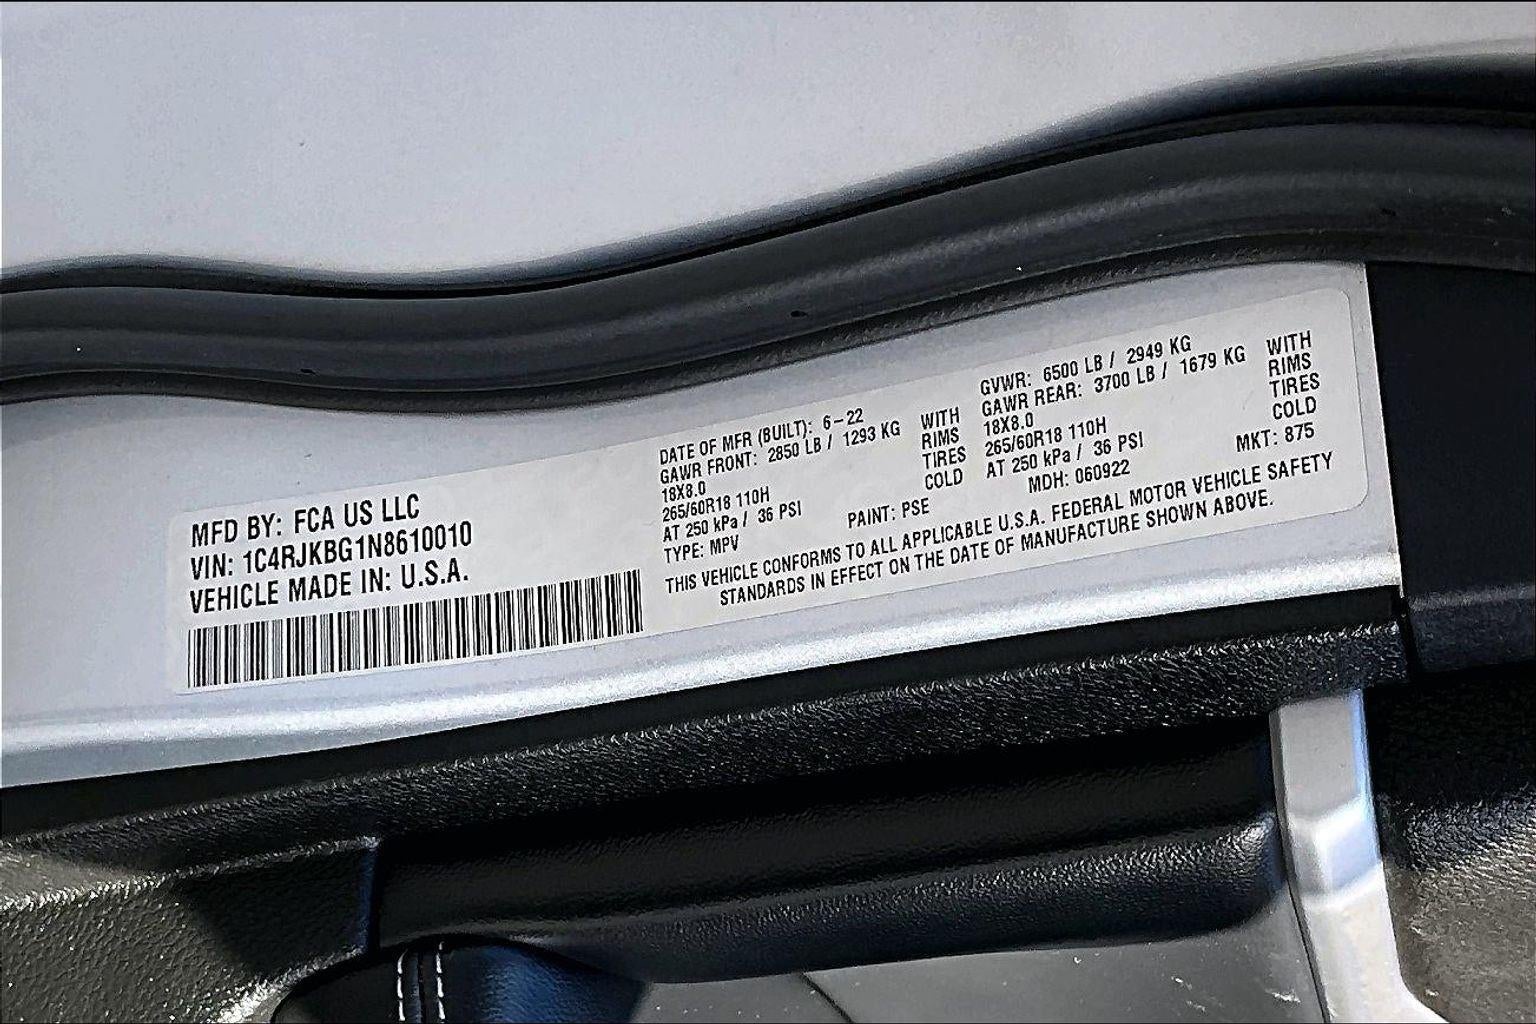 MFD BY: FCA US LLC
VIN: 1C4RJKBG1N8610010
VEHICLE MADE IN: U.S.A.
DATE OF MFR (BUILT): 6-22
GAWR FRONT: 2850 LB / 1293 KG WITH
18X8.0 RIMS
265/60R18 110H TIRES
AT 250 kPa / 36 PSI COLD
TYPE: MPV PAINT: PSE
GVWR: 6500 LB / 2949 KG
GAWR REAR: 3700 LB / 1679 KG WITH
18X8.0 RIMS
265/60R18 110H TIRES
AT 250 kPa / 36 PSI COLD
MDH: 060922 MKT: 875
THIS VEHICLE CONFORMS TO ALL APPLICABLE U.S.A. FEDERAL MOTOR VEHICLE SAFETY
STANDARDS IN EFFECT ON THE DATE OF MANUFACTURE SHOWN ABOVE.